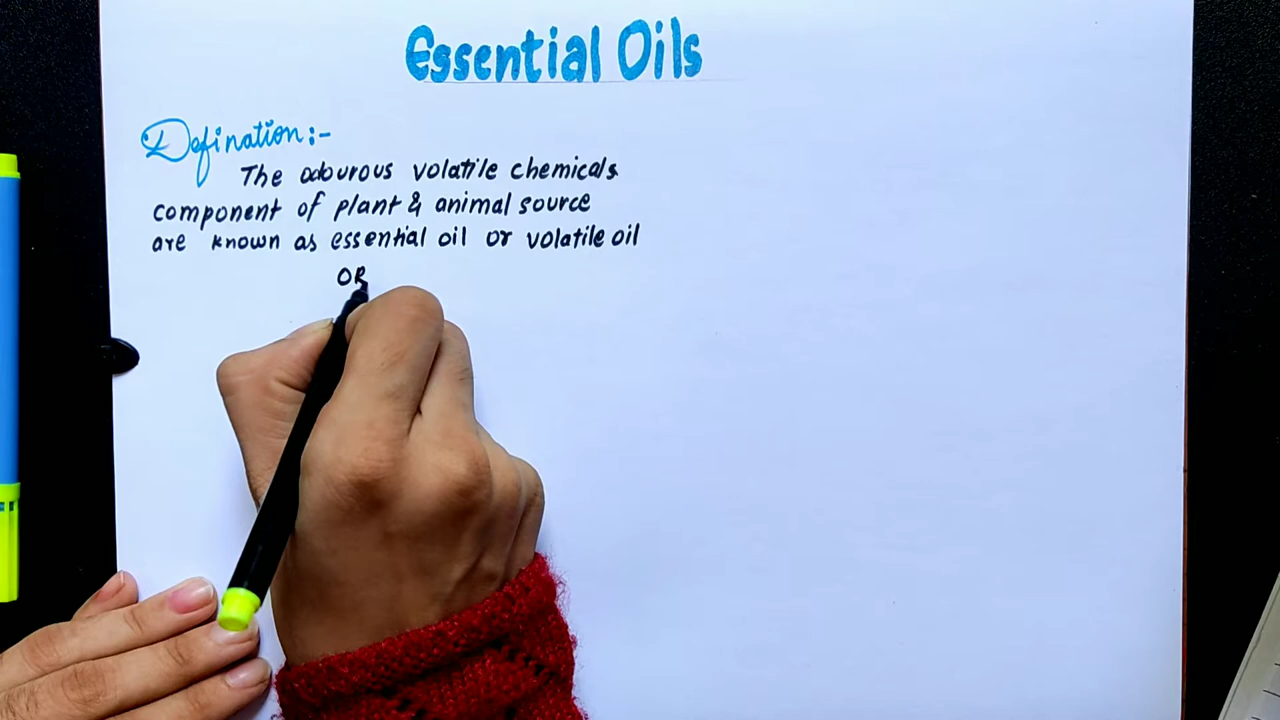 Essential Oils
Defination:-
The odourous volatile chemicals
component of plant & animal source
are known as essential oil or volatile oil
OR